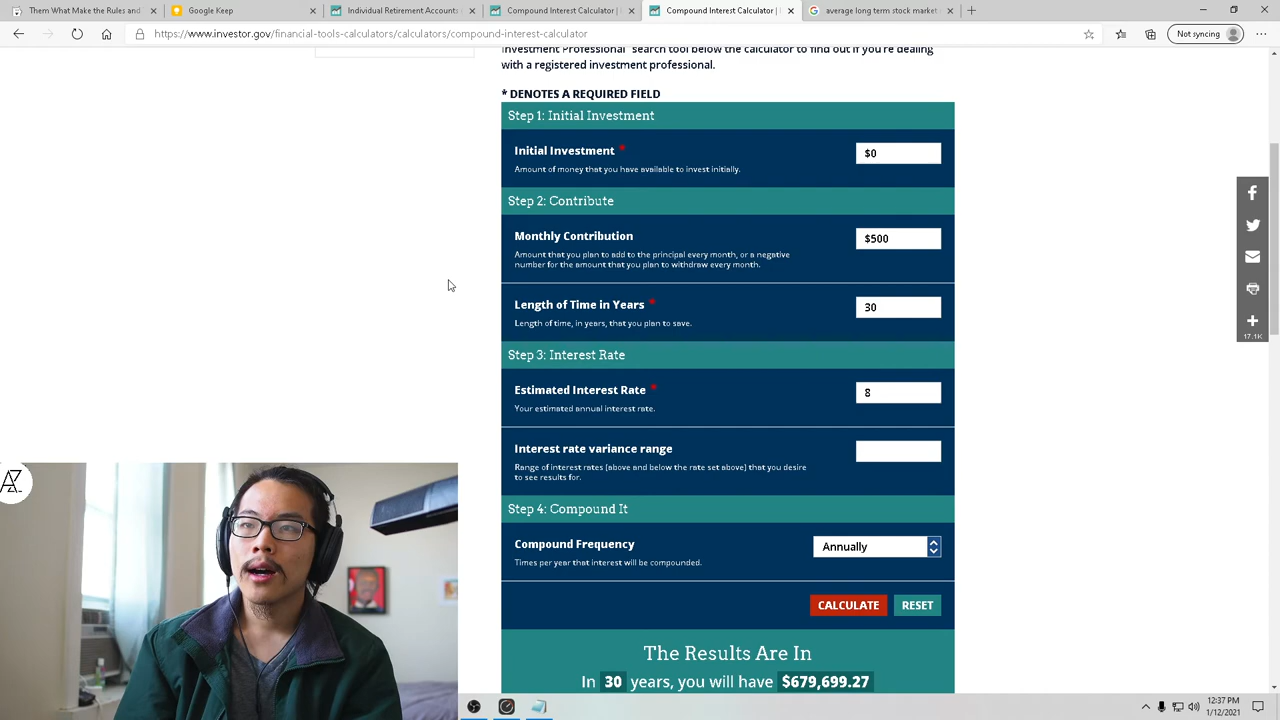 Them What Make the Rules and
Google Keep
Individual Retirement Accounts
Compound Interest Calculator |
Compound Interest Calculator |
average long stock market
https://www.investor.gov/financial-tools-calculators/calculators/compound-interest-calculator
Not syncing
Investment Professional" search tool below the calculator to find out if you're dealing
with a registered investment professional.
* DENOTES A REQUIRED FIELD
Step 1: Initial Investment
Initial Investment *
$0
Amount of money that you have available to invest initially.
Step 2: Contribute
Monthly Contribution
$500
Amount that you plan to add to the principal every month, or a negative
number for the amount that you plan to withdraw every month.
Length of Time in Years *
30
Length of time, in years, that you plan to save.
Step 3: Interest Rate
Estimated Interest Rate *
8
Your estimated annual interest rate.
Interest rate variance range
Range of interest rates (above and below the rate set above) that you desire
to see results for.
Step 4: Compound It
Compound Frequency
Annually
Times per year that interest will be compounded.
CALCULATE
RESET
The Results Are In
In 30 years, you will have $679,699.27
17.1K
AZ
12:37 PM
1/12/2021